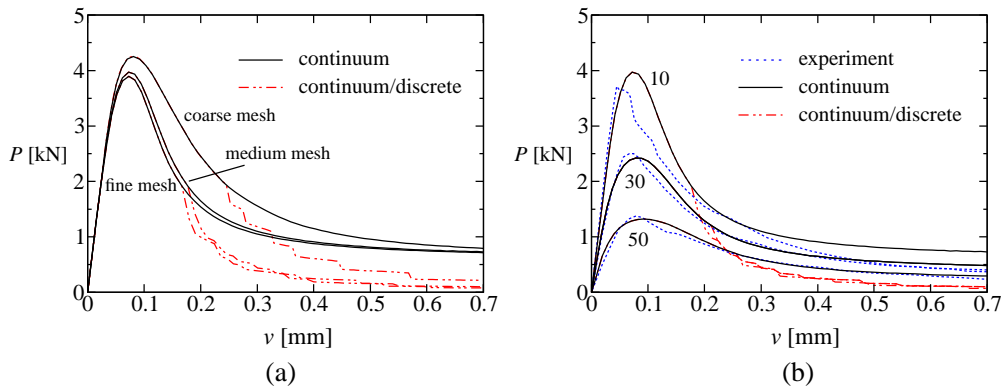 5
4
3
2
1
0
P [kN]
continuum
continuum/discrete
coarse mesh
medium mesh
fine mesh
0 0.1 0.2 0.3 0.4 0.5 0.6 0.7
v [mm]
(a)
5
4
3
2
1
0
P [kN]
experiment
continuum
continuum/discrete
10
30
50
0 0.1 0.2 0.3 0.4 0.5 0.6 0.7
v [mm]
(b)